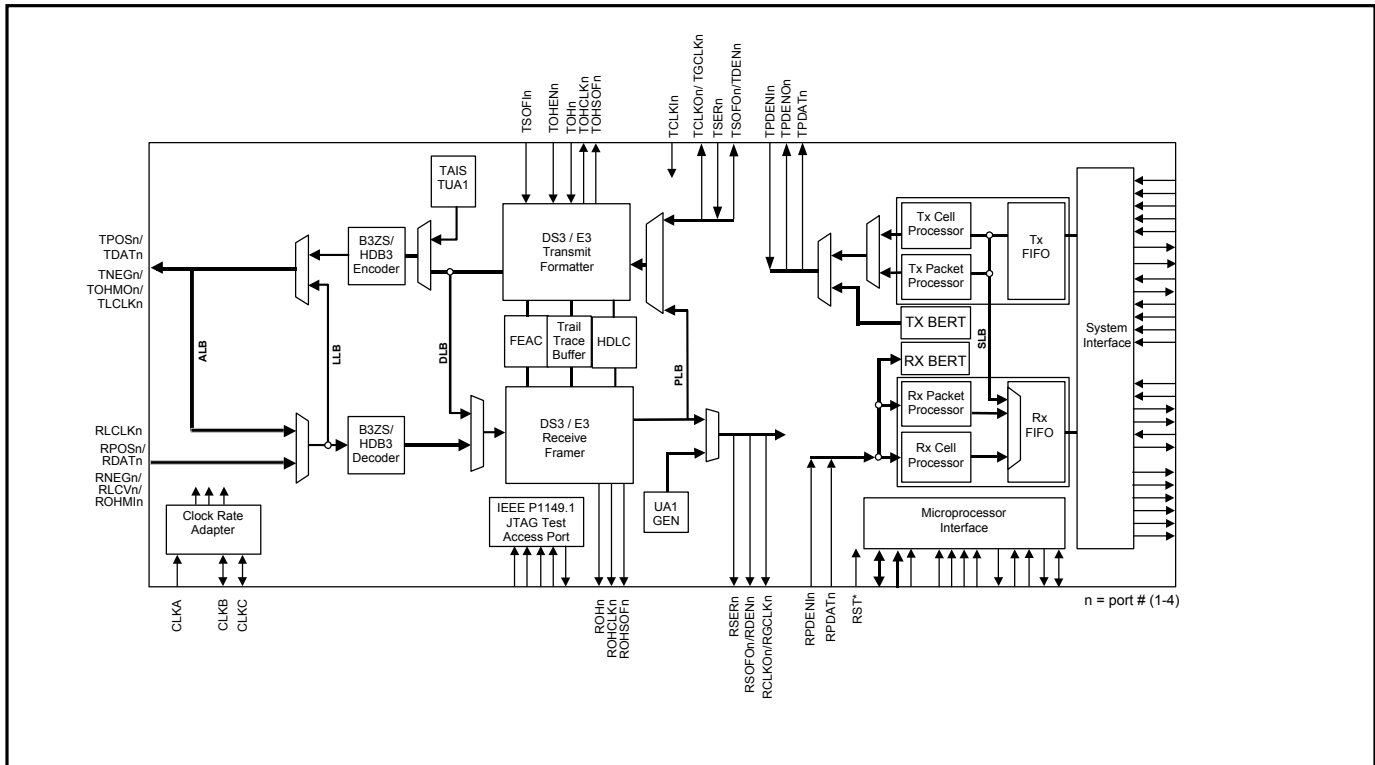 TSOFIn
TOHENn
TOHn
TOHCLKn
TOHSOFn
TCLKIn
TCLKOn/ TGCLKn
TSERn
TSOFOn/TDENn
TPDENIn
TPDENOn
TPDATn
TAIS
TUA1
TPOSn/
TDATn
TNEGn/
TOHMOn/
TLCLKn
B3ZS/
HDB3
Encoder
DS3 / E3
Transmit
Formatter
Tx Cell
Processor
Tx Packet
Processor
Tx
FIFO
TX BERT
System
Interface
ALB
LLB
DLB
FEAC
Trail
Trace
Buffer
HDLC
PLB
SLB
RX BERT
RLCLKn
RPOSn/
RDATn
RNEGn/
RLCVn/
ROHMIn
B3ZS/
HDB3
Decoder
DS3 / E3
Receive
Framer
Rx Packet
Processor
Rx Cell
Processor
Rx
FIFO
UA1
GEN
Clock Rate
Adapter
IEEE P1149.1
JTAG Test
Access Port
Microprocessor
Interface
CLKA
CLKB
CLKC
ROHn
ROHCLKn
ROHSOFn
RSERn
RSOFOn/RDENn
RCLKOn/RGCLKn
RPDENIn
RPDATn
RST*
n = port # (1-4)